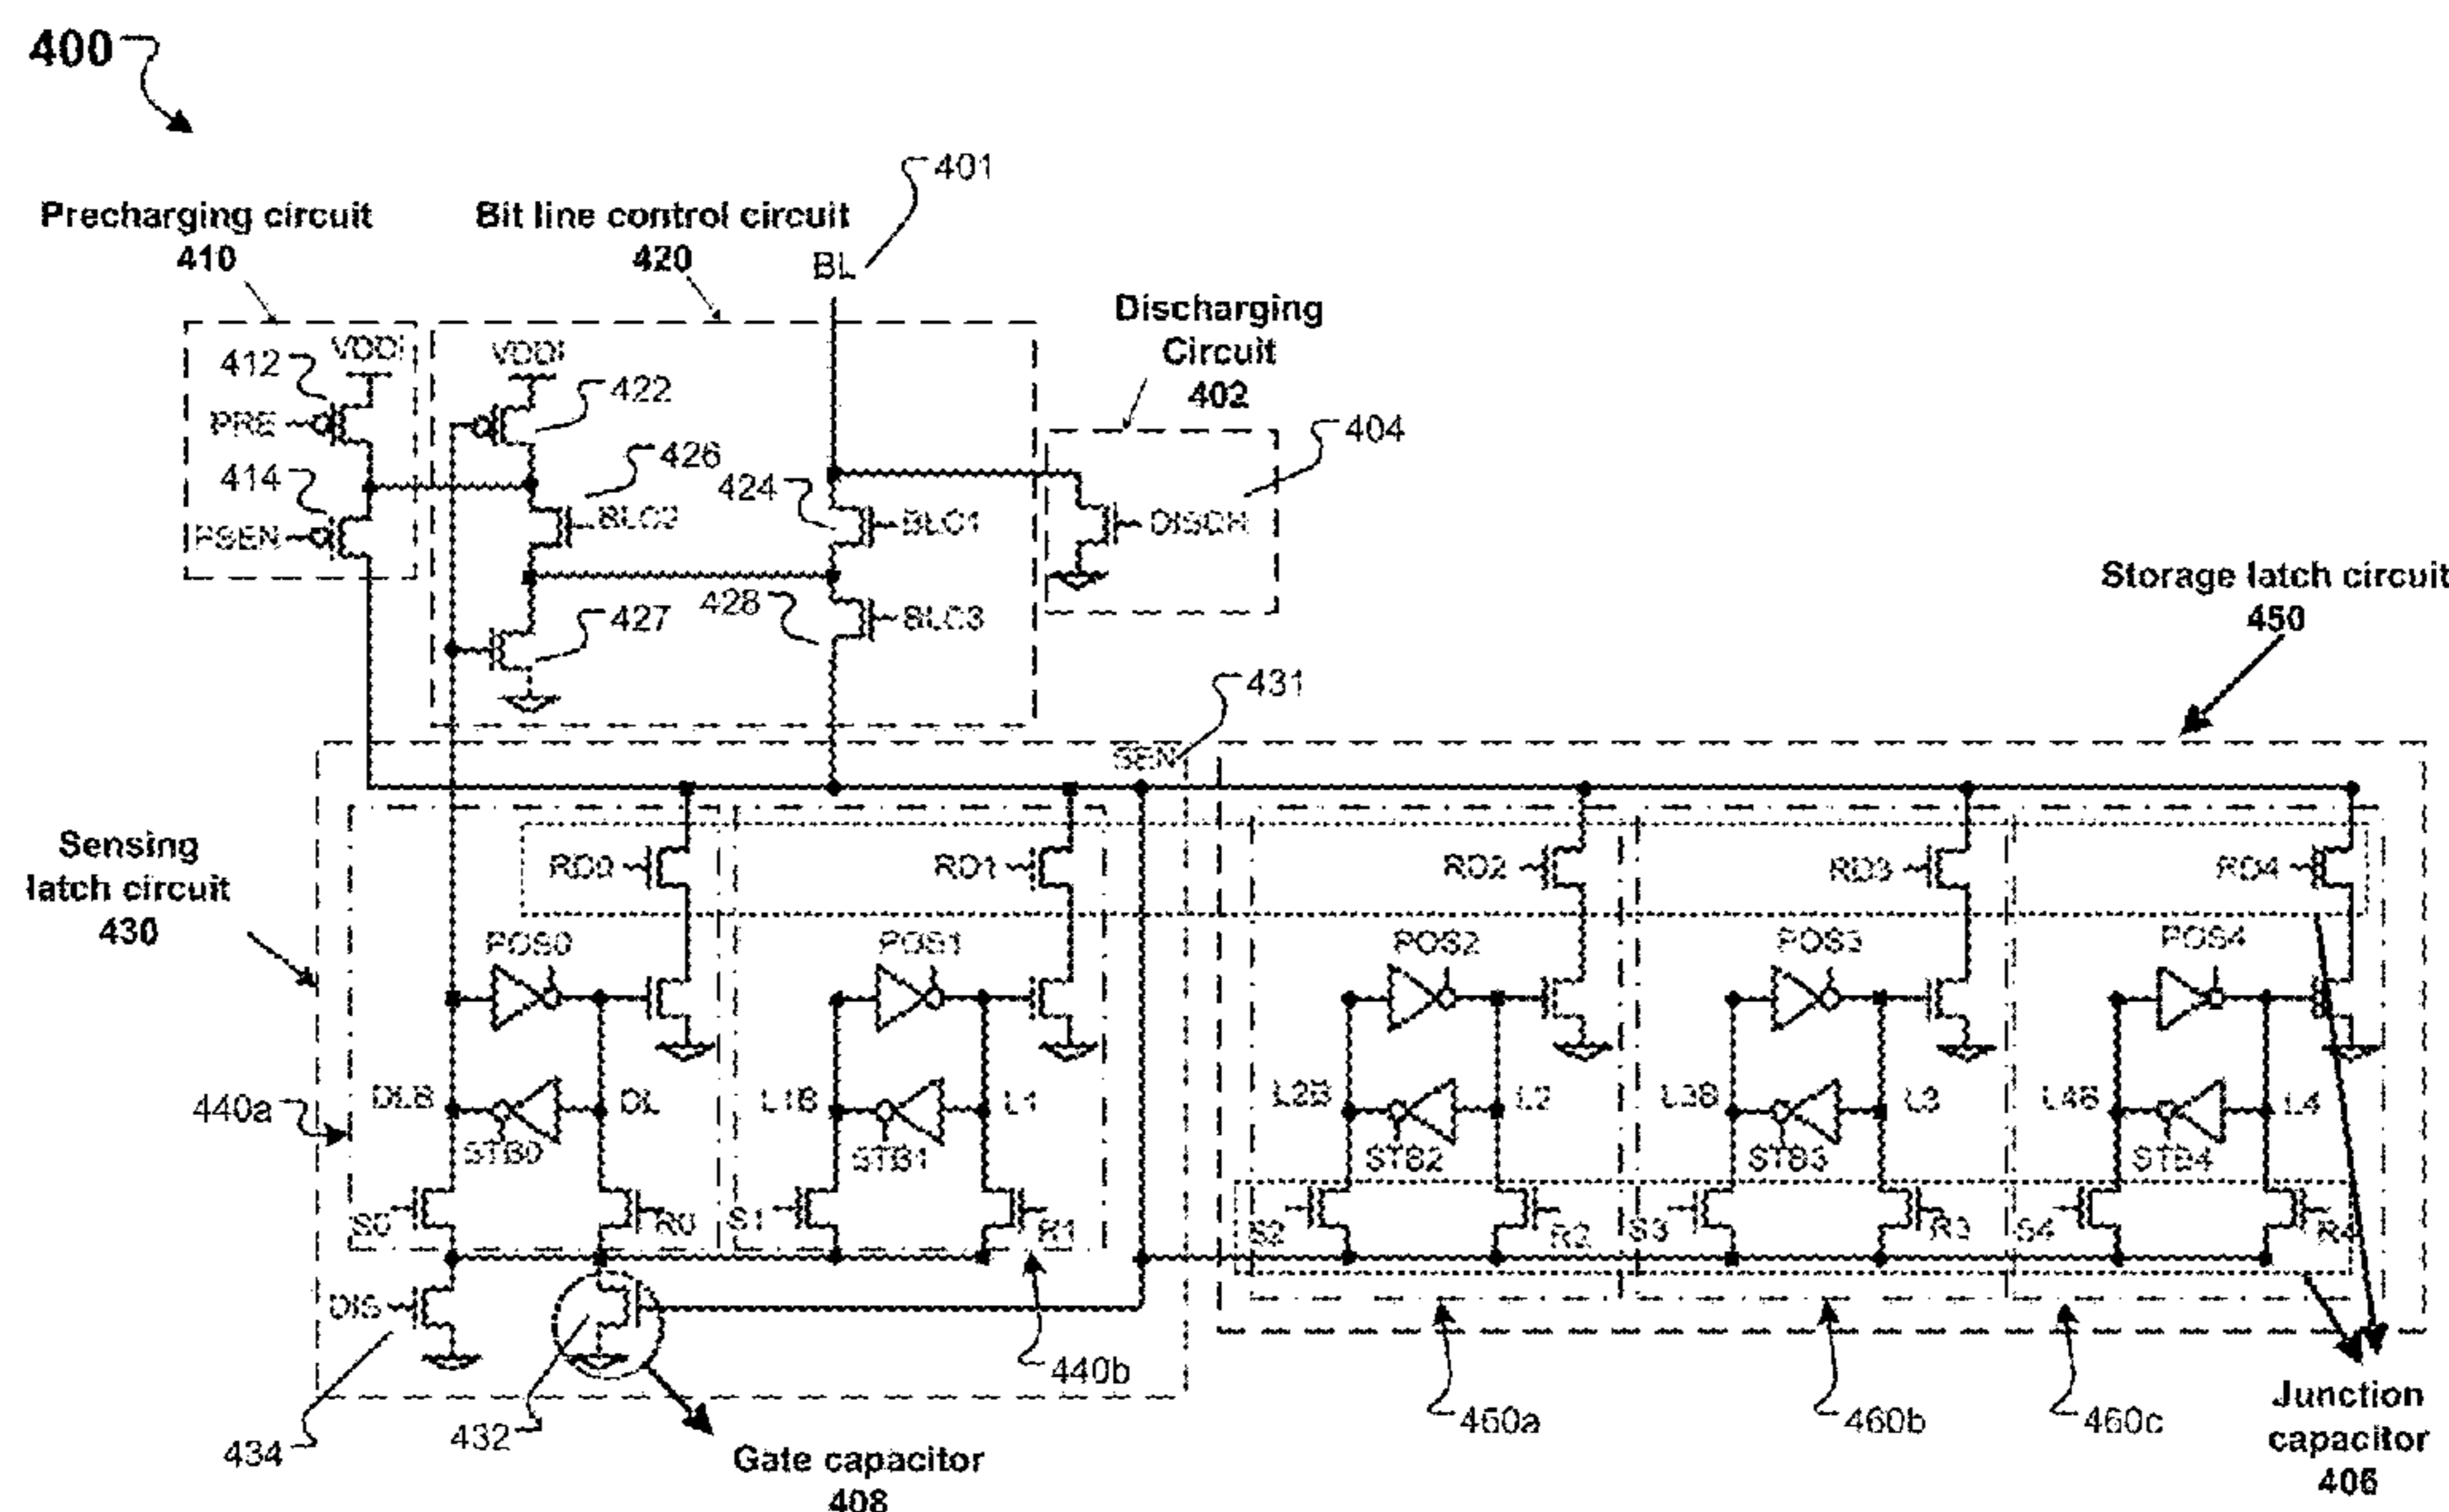 400
401
Precharging circuit
410
Bit line control circuit
420
BL
Discharging
Circuit
402
412
VDDI
VDDI
422
PRE
404
426
414
424
PSEN
BLC2
BLC1
DISCH
Storage latch circuit
450
428
427
BLC3
431
SEN
Sensing
latch circuit
430
RD0
RD1
RD2
RD3
RD4
POS0
POS1
POS2
POS3
POS4
440a
DLB
DL
L1B
L1
L2B
L2
L3B
L3
L4B
L4
STB0
STB1
STB2
STB3
STB4
S0
R0
S1
R1
S2
R2
S3
R3
S4
R4
DIS
434
432
440b
460a
460b
460c
Gate capacitor
408
Junction
capacitor
406